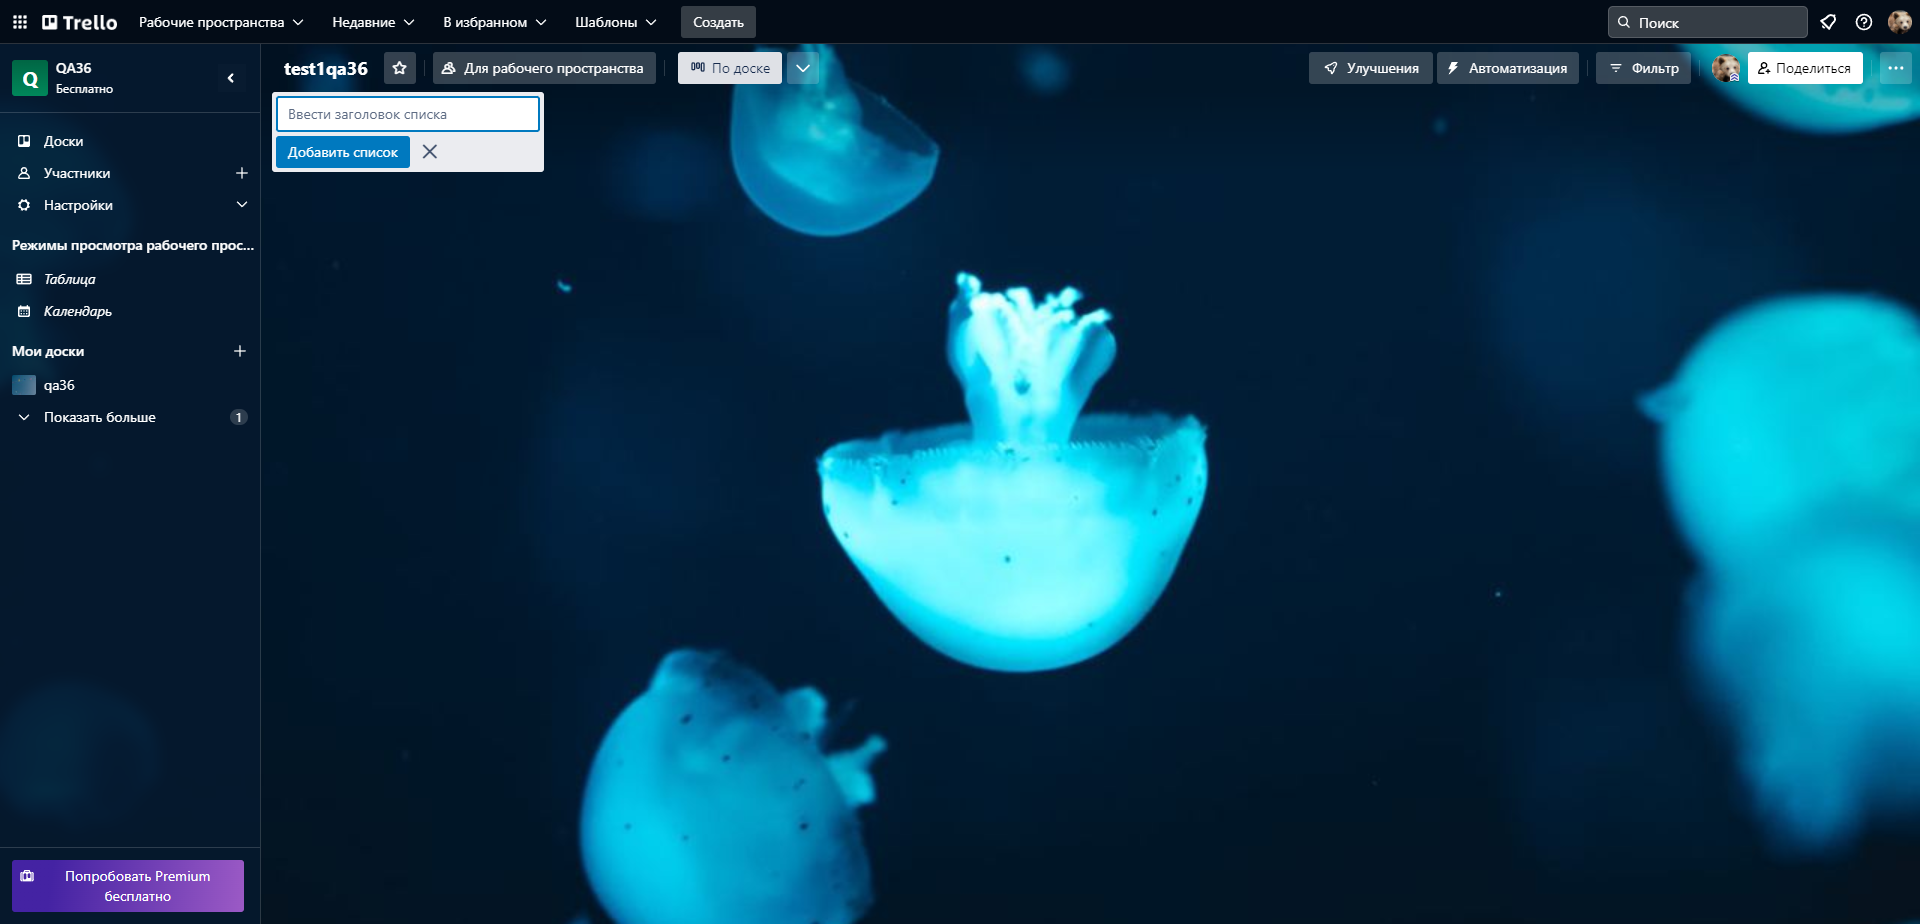 Trello
Рабочие пространства
Недавние
В избранном
Шаблоны
Создать
Поиск
Q
QA36
Бесплатно
test1qa36
Для рабочего пространства
По доске
Улучшения
Автоматизация
Фильтр
Поделиться
Ввести заголовок списка
Добавить список
Доски
Участники
Настройки
Режимы просмотра рабочего прос...
Таблица
Календарь
Мои доски
qa36
Показать больше
1
Попробовать Premium
бесплатно